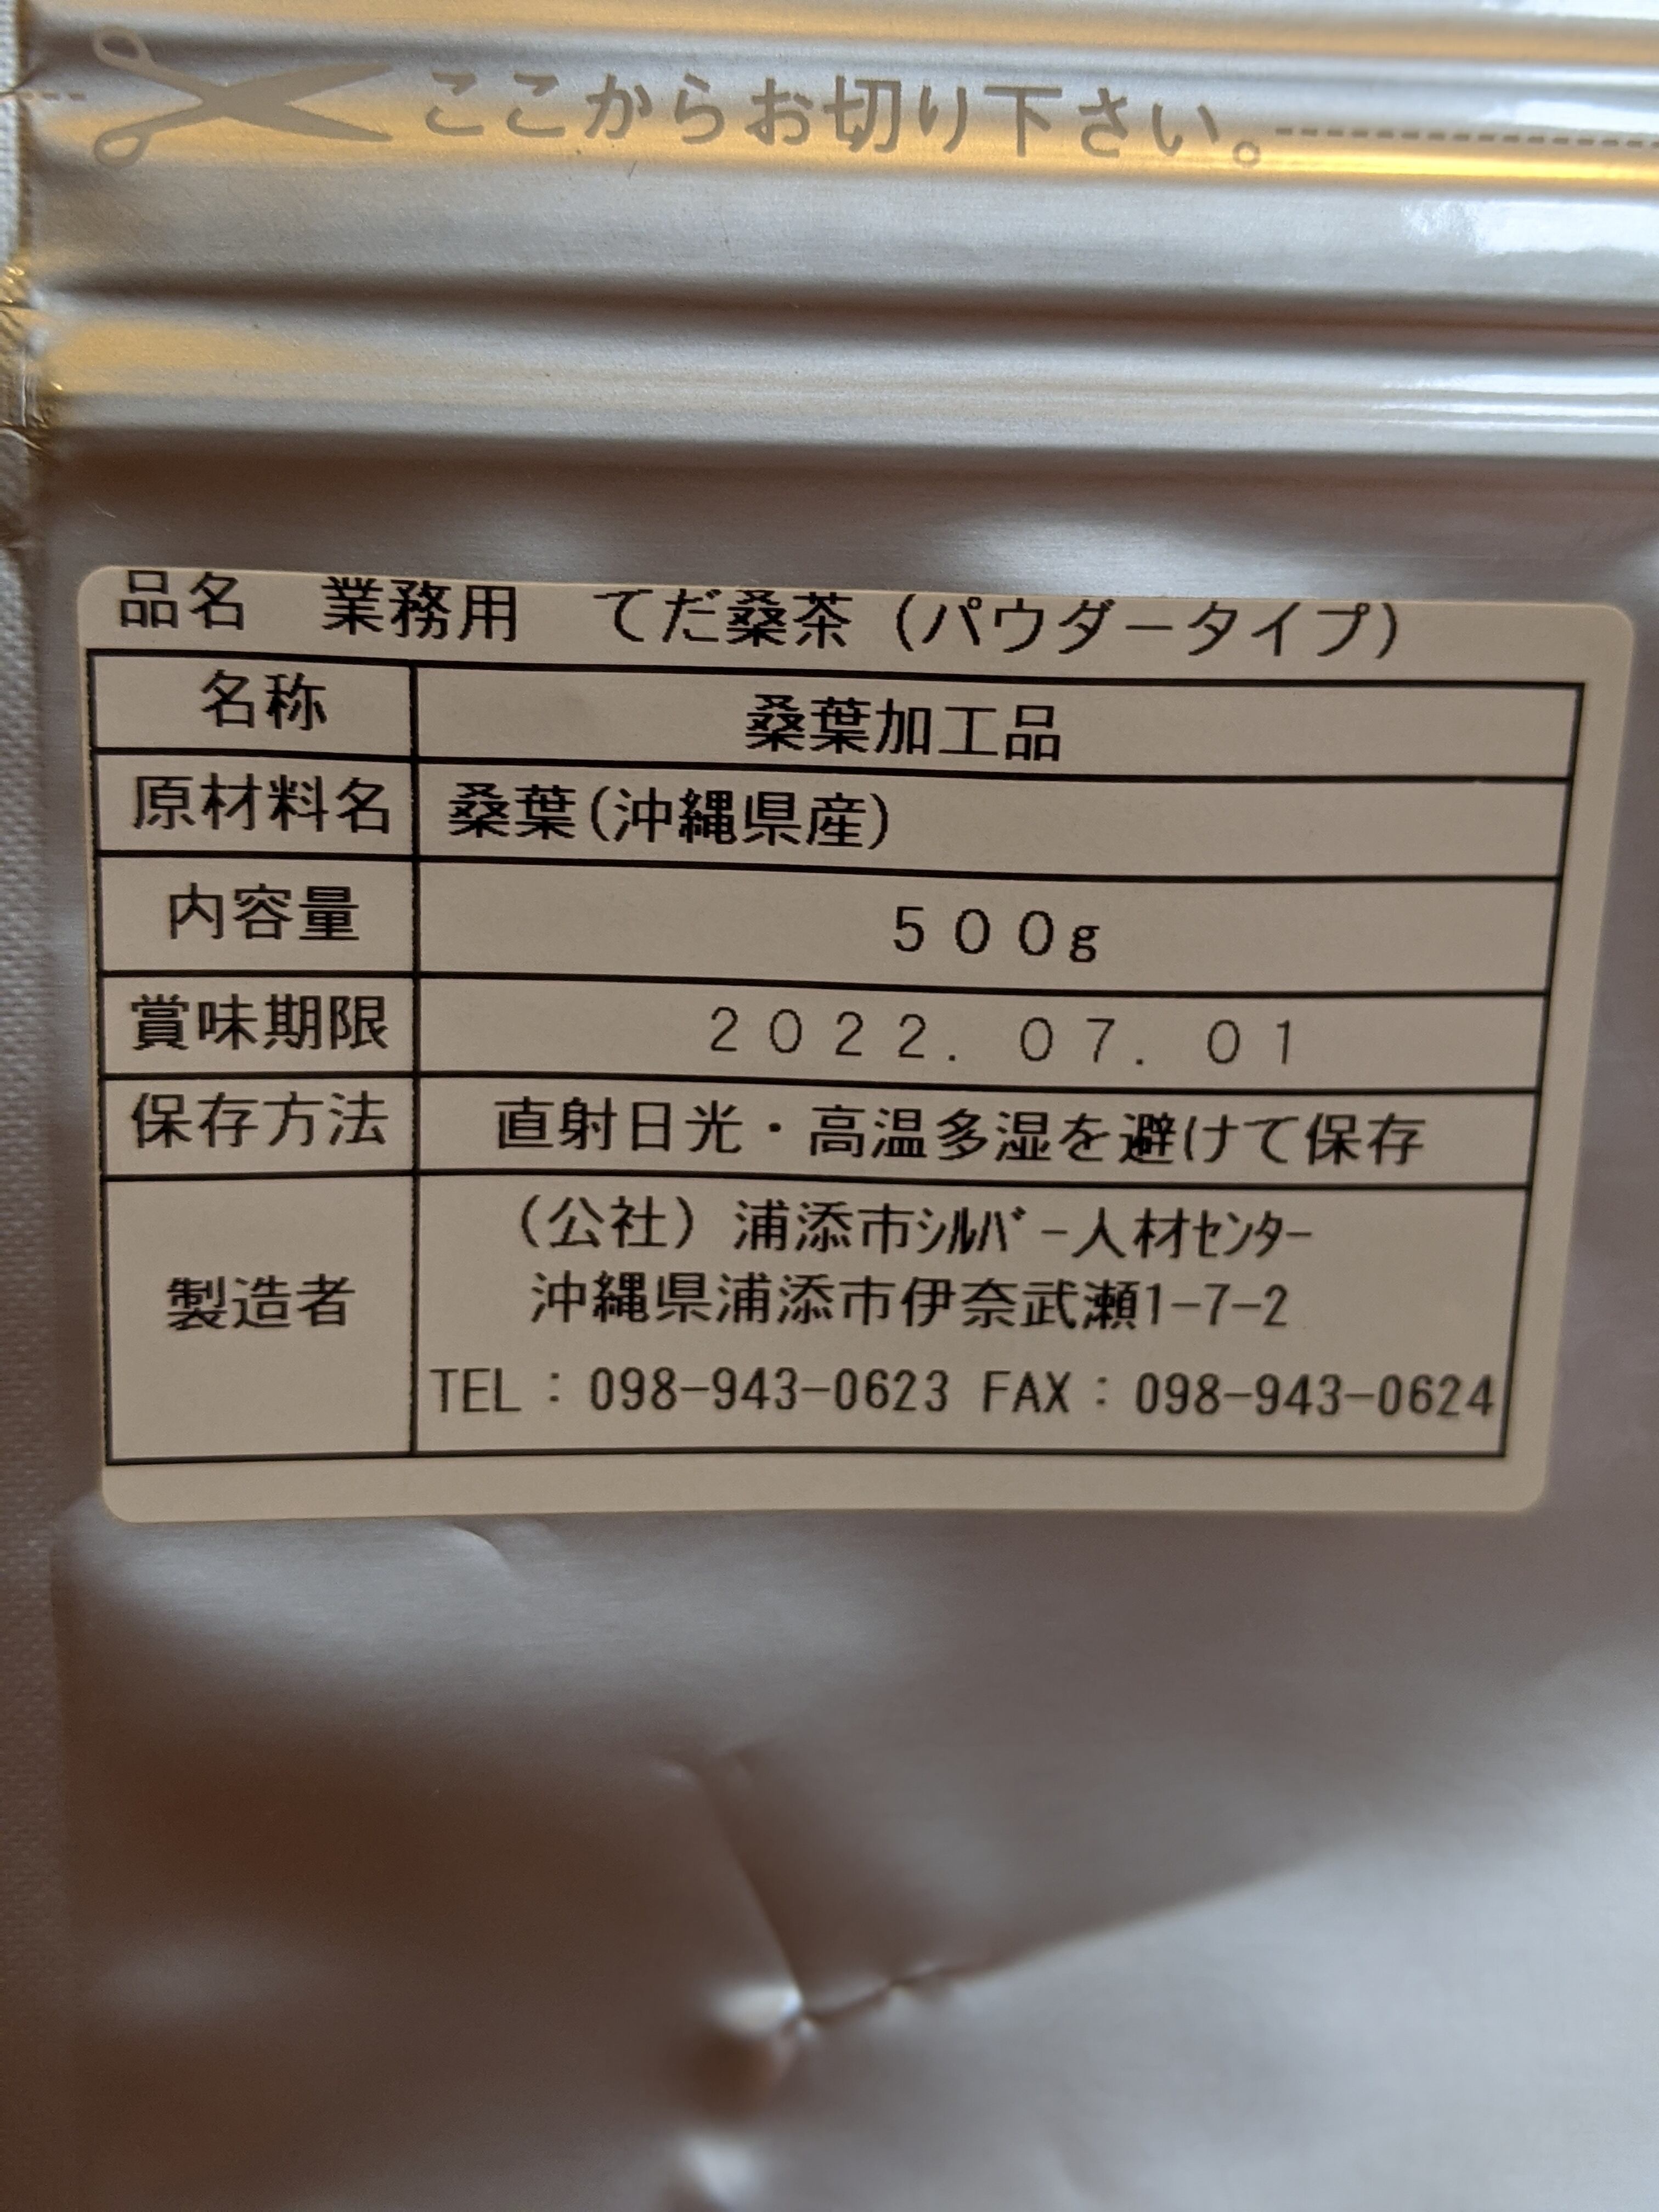 ここからお切り下さい。
品名　業務用　てだ桑茶（パウダータイプ）
名称　桑葉加工品
原材料名　桑葉(沖縄県産)
内容量　５００g
賞味期限　２０２２．０７．０１
保存方法　直射日光・高温多湿を避けて保存
製造者　（公社）浦添市ｼﾙﾊﾞｰ人材ｾﾝﾀｰ
沖縄県浦添市伊奈武瀬1-7-2
TEL：098-943-0623 FAX：098-943-0624